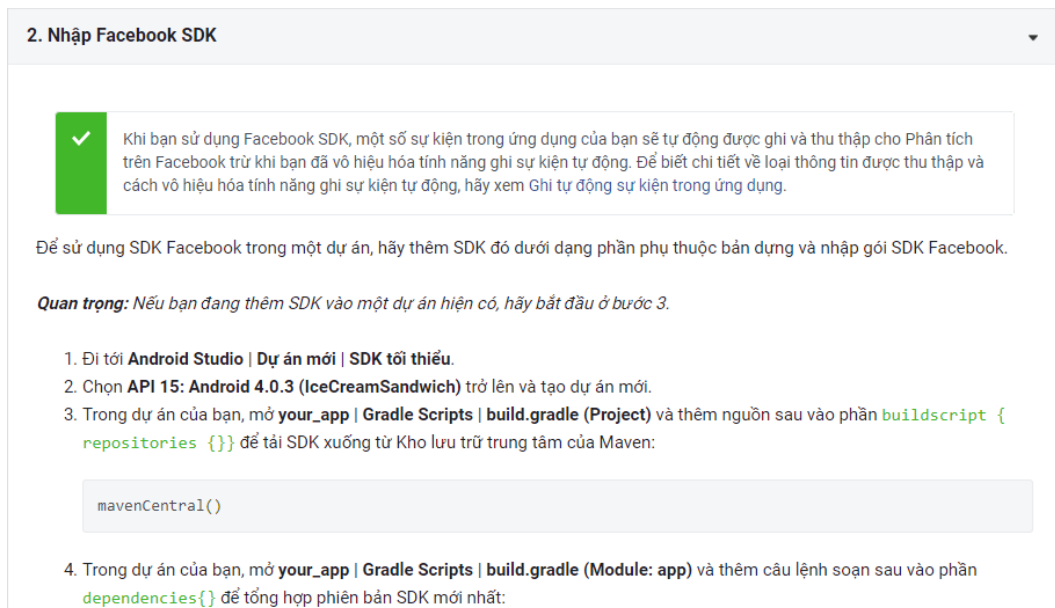 2. Nhập Facebook SDK
Khi bạn sử dụng Facebook SDK, một số sự kiện trong ứng dụng của bạn sẽ tự động được ghi và thu thập cho Phân tích
trên Facebook trừ khi bạn đã vô hiệu hóa tính năng ghi sự kiện tự động. Để biết chi tiết về loại thông tin được thu thập và
cách vô hiệu hóa tính năng ghi sự kiện tự động, hãy xem Ghi tự động sự kiện trong ứng dụng.
Để sử dụng SDK Facebook trong một dự án, hãy thêm SDK đó dưới dạng phần phụ thuộc bản dựng và nhập gói SDK Facebook.
Quan trọng: Nếu bạn đang thêm SDK vào một dự án hiện có, hãy bắt đầu ở bước 3.
1. Đi tới Android Studio | Dự án mới | SDK tối thiểu.
2. Chọn API 15: Android 4.0.3 (IceCreamSandwich) trở lên và tạo dự án mới.
3. Trong dự án của bạn, mở your_app | Gradle Scripts | build.gradle (Project) và thêm nguồn sau vào phần buildscript {
repositories {}} để tải SDK xuống từ Kho lưu trữ trung tâm của Maven:
mavenCentral()
4. Trong dự án của bạn, mở your_app | Gradle Scripts | build.gradle (Module: app) và thêm câu lệnh soạn sau vào phần
dependencies{} để tổng hợp phiên bản SDK mới nhất: